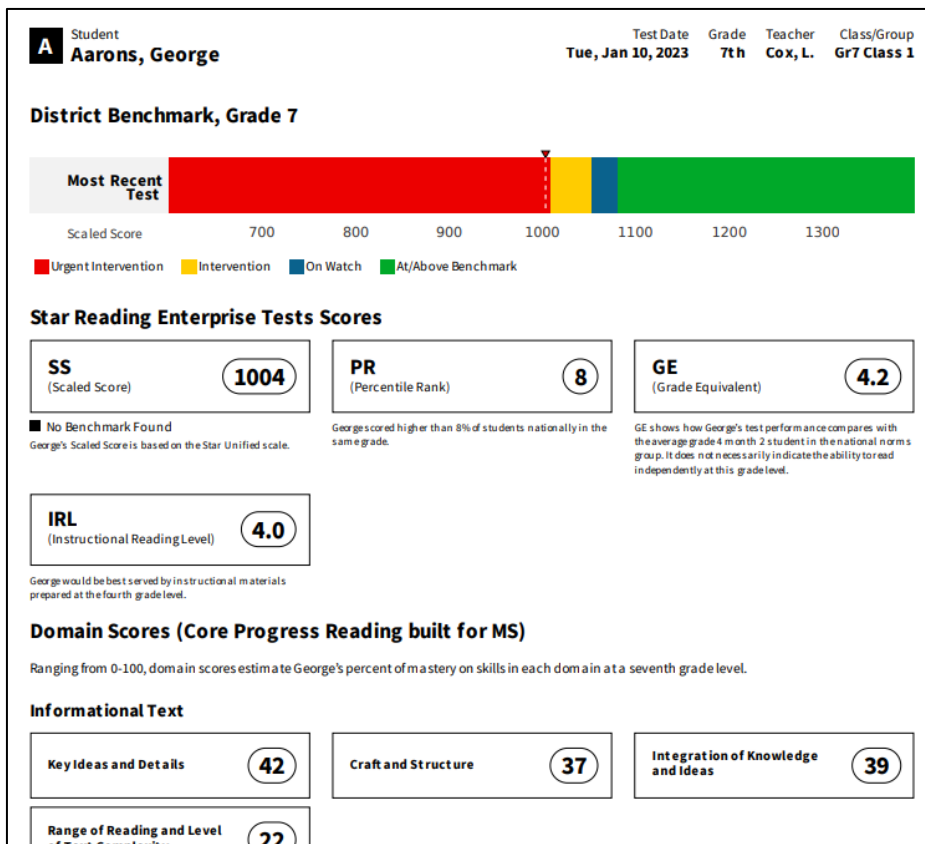 A
Student
Aarons, George
Test Date Grade Teacher Class/Group
Tue, Jan 10, 2023 7th Cox, L. Gr7 Class 1
District Benchmark, Grade 7
Most Recent
Test
Scaled Score 700 800 900 1000 1100 1200 1300
Urgent Intervention Intervention On Watch At/Above Benchmark
Star Reading Enterprise Tests Scores
SS
(Scaled Score)
1004
PR
(Percentile Rank)
8
GE
(Grade Equivalent)
4.2
No Benchmark Found
George's Scaled Score is based on the Star Unified scale.
George scored higher than 8% of students nationally in the
same grade.
GE shows how George's test performance compares with
the average grade 4 month 2 student in the national norms
group. It does not necessarily indicate the ability to read
independently at this grade level.
IRL
(Instructional Reading Level)
4.0
George would be best served by instructional materials
prepared at the fourth grade level.
Domain Scores (Core Progress Reading built for MS)
Ranging from 0-100, domain scores estimate George's percent of mastery on skills in each domain at a seventh grade level.
Informational Text
Key Ideas and Details
42
Craft and Structure
37
Integration of Knowledge
and Ideas
39
Range of Reading and Level
of Text Complexity
22